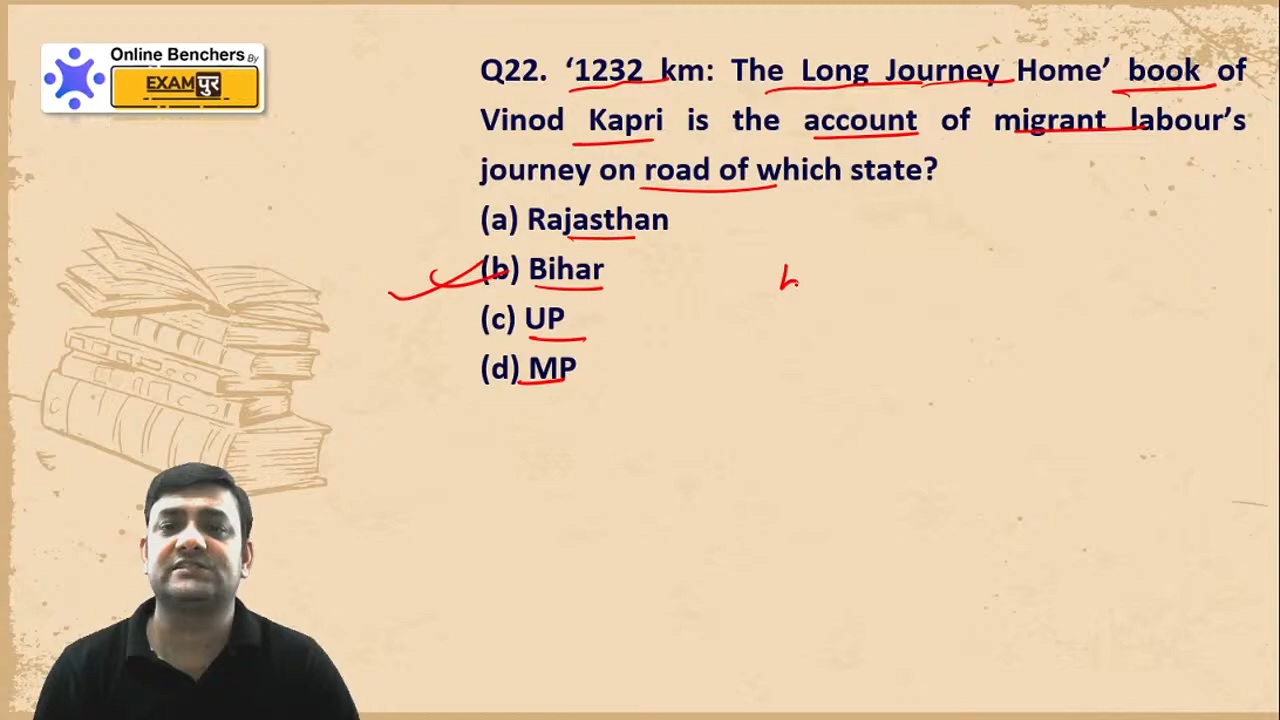 Online Benchers By
EXAMपुर
Q22. ‘1232 km: The Long Journey Home’ book of
Vinod Kapri is the account of migrant labour’s
journey on road of which state?
(a) Rajasthan
(b) Bihar
(c) UP
(d) MP